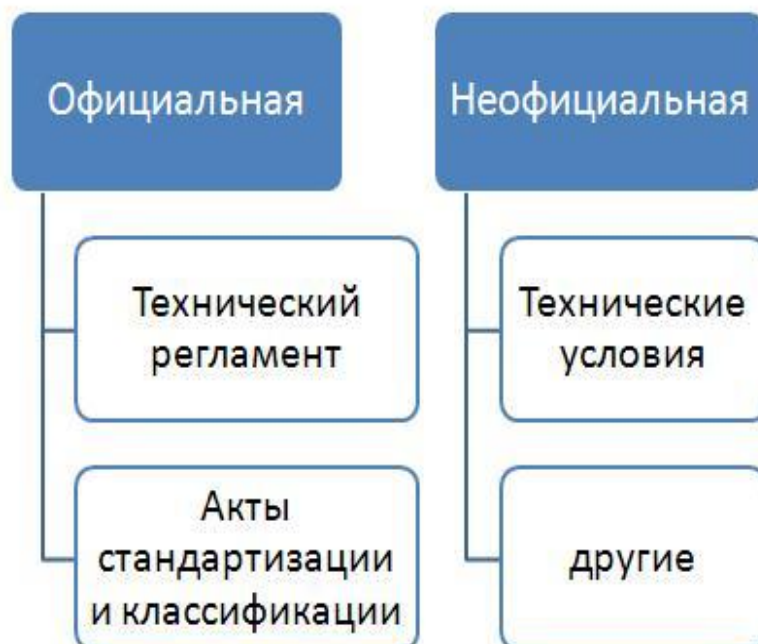 Официальная
Технический
регламент
Акты
стандартизации
и классификации
Неофициальная
Технические
условия
другие